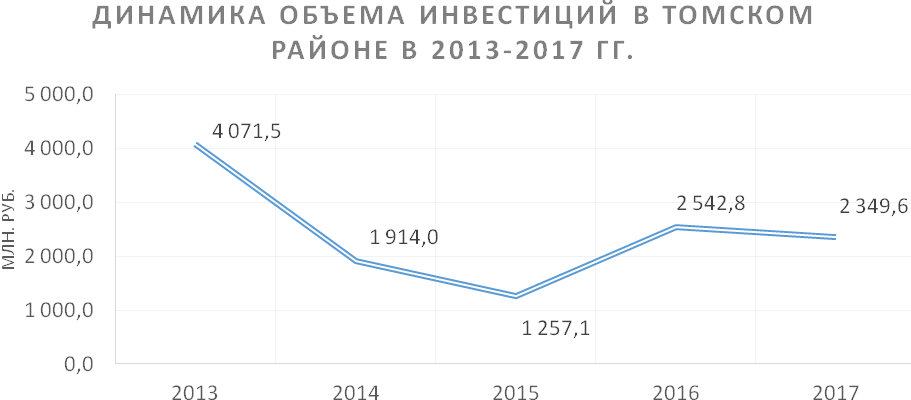 ДИНАМИКА ОБЪЕМА ИНВЕСТИЦИЙ В ТОМСКОМ
РАЙОНЕ В 2013-2017 ГГ.
МЛН. РУБ.
5 000,0
4 000,0
3 000,0
2 000,0
1 000,0
0,0
4 071,5
1 914,0
1 257,1
2 542,8
2 349,6
2013 2014 2015 2016 2017